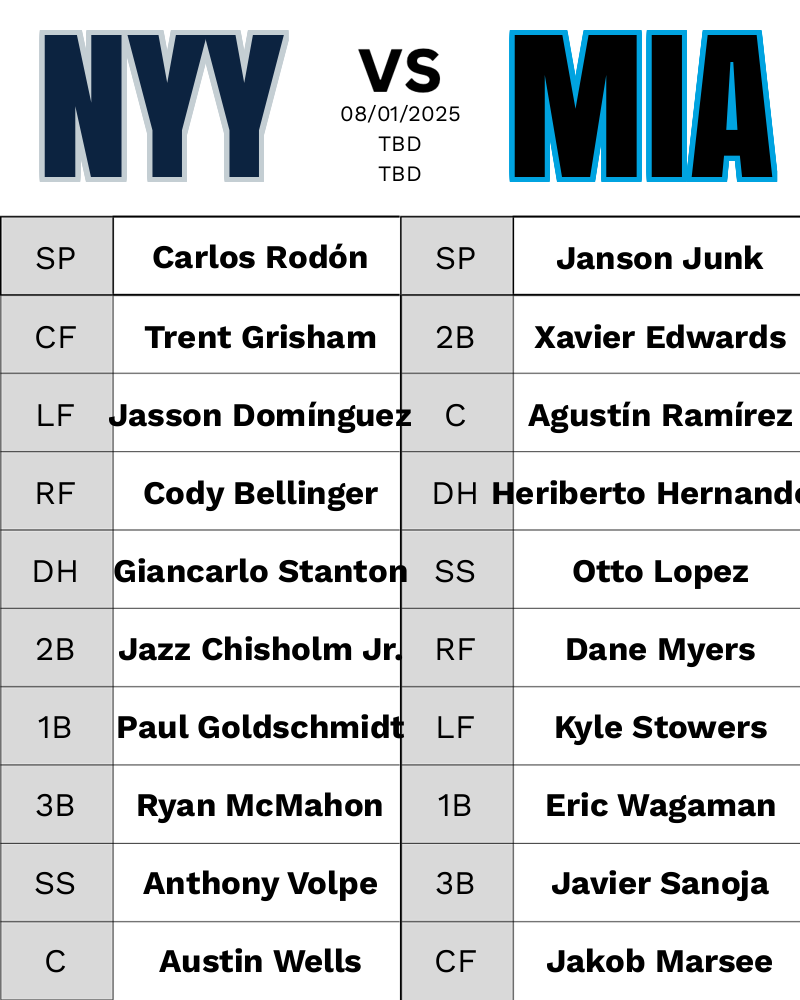 NYY
VS
MIA
08/01/2025
TBD
TBD
SP Carlos Rodón SP Janson Junk
CF Trent Grisham 2B Xavier Edwards
LF Jasson Domínguez C Agustín Ramírez
RF Cody Bellinger DH Heriberto Hernande
DH Giancarlo Stanton SS Otto Lopez
2B Jazz Chisholm Jr. RF Dane Myers
1B Paul Goldschmidt LF Kyle Stowers
3B Ryan McMahon 1B Eric Wagaman
SS Anthony Volpe 3B Javier Sanoja
C Austin Wells CF Jakob Marsee